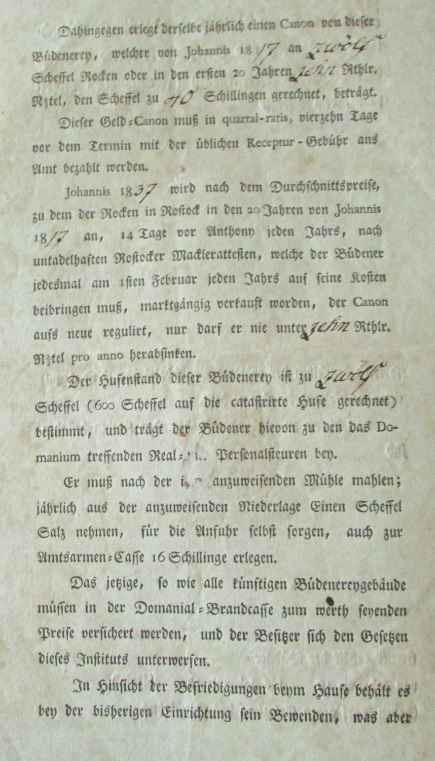 Dahingegen erlegt derselbe jährlich einen Canon von dieser
Büdenerey, welcher von Johannis 1817 an zwölf
Scheffel Rocken oder in den ersten 20 Jahren zehn Rthlr.
Nztel, den Scheffel zu 40 Schillingen gerechnet, beträgt.
Dieser Geld-Canon muß in quartal-ratis, vierzehn Tage
vor dem Termin mit der üblichen Receptur-Gebühr ans
Amt bezahlt werden.
Johannis 1837 wird nach dem Durchschnittspreise,
zu dem der Rocken in Rostock in den 20 Jahren von Johannis
1817 an, 14 Tage vor Anthony jeden Jahrs, nach
untadelhaften Rostocker Macklerattesten, welche der Büdener
jedesmal am 1sten Februar jeden Jahrs auf seine Kosten
beibringen muß, marktgängig verkauft worden, der Canon
aufs neue regulirt, nur darf er nie unter zehn Rthlr.
Nztel pro anno herabsinken.
Der Husenstand dieser Büdenerey ist zu zwölf
Scheffel (600 Scheffel auf die catastrirte Hufe gerechnet)
bestimmt, und trägt der Büdener hievon zu den das Do-
manium treffenden Real- Personalsteuren bey.
Er muß nach der anzuweisenden Mühle mahlen;
jährlich aus der anzuweisenden Niederlage Einen Scheffel
Salz nehmen, für die Anfuhr selbst sorgen, auch zur
Amtsarmen-Casse 16 Schillinge erlegen.
Das jetzige, so wie alle künftigen Büdenereygebäude
müssen in der Domanial-Brandcasse zum werth seyenden
Preise versichert werden, und der Besitzer sich den Gesetzen
dieses Instituts unterwerfen.
In Hinsicht der Befriedigungen beym Hause behält es
bey der bisherigen Einrichtung sein Bewenden, was aber